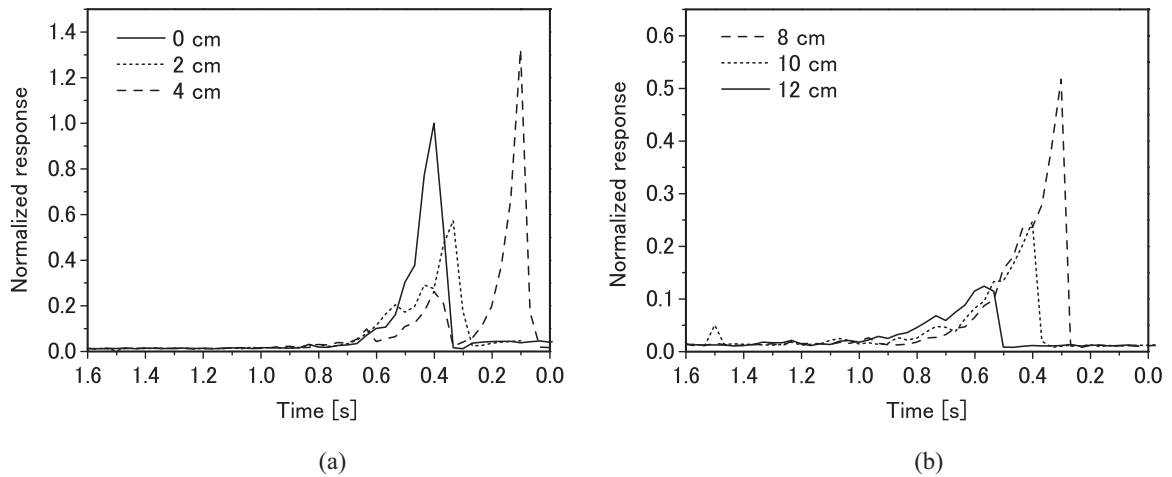 1.4
1.2
1.0
0.8
0.6
0.4
0.2
0.0
Normalized response
0 cm
2 cm
4 cm
1.6 1.4 1.2 1.0 0.8 0.6 0.4 0.2 0.0
Time [s]
(a)
0.6
0.5
0.4
0.3
0.2
0.1
0.0
Normalized response
8 cm
10 cm
12 cm
1.6 1.4 1.2 1.0 0.8 0.6 0.4 0.2 0.0
Time [s]
(b)